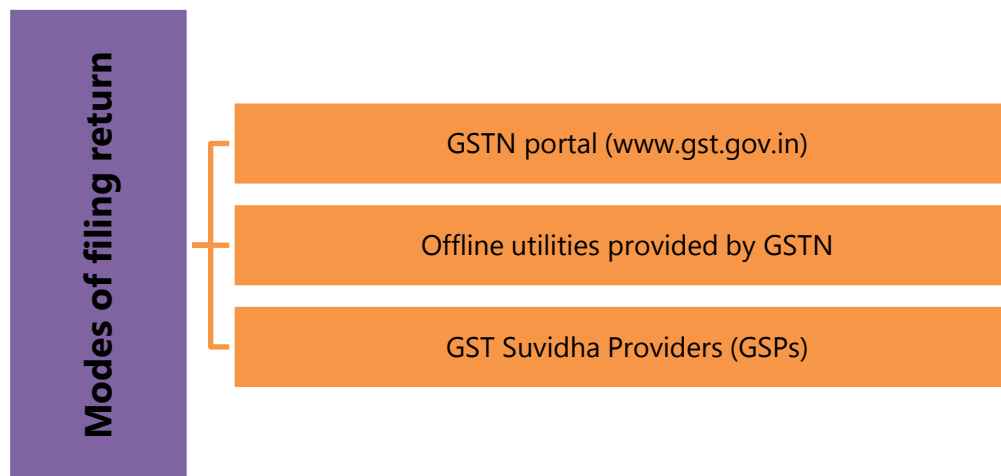 Modes of filing return
GSTN portal (www.gst.gov.in)
Offline utilities provided by GSTN
GST Suvidha Providers (GSPs)